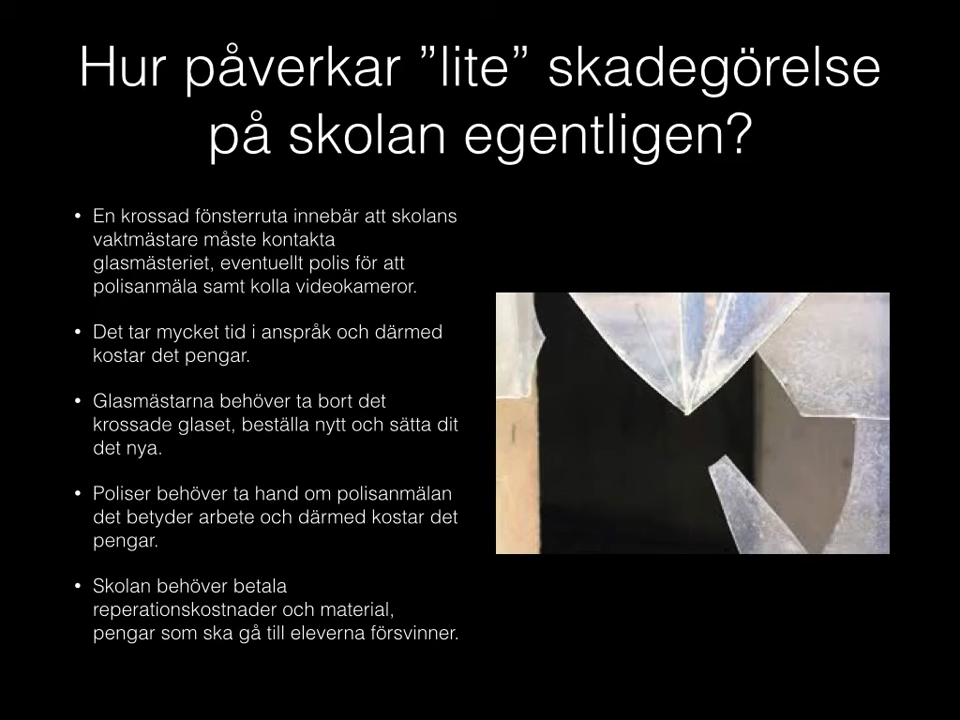 Hur påverkar ”lite” skadegörelse
på skolan egentligen?
• En krossad fönsterruta innebär att skolans
vaktmästare måste kontakta
glasmästeriet, eventuellt polis för att
polisanmäla samt kolla videokameror.
• Det tar mycket tid i anspråk och därmed
kostar det pengar.
• Glasmästarna behöver ta bort det
krossade glaset, beställa nytt och sätta dit
det nya.
• Poliser behöver ta hand om polisanmälan
det betyder arbete och därmed kostar det
pengar.
• Skolan behöver betala
reperationskostnader och material,
pengar som ska gå till eleverna försvinner.